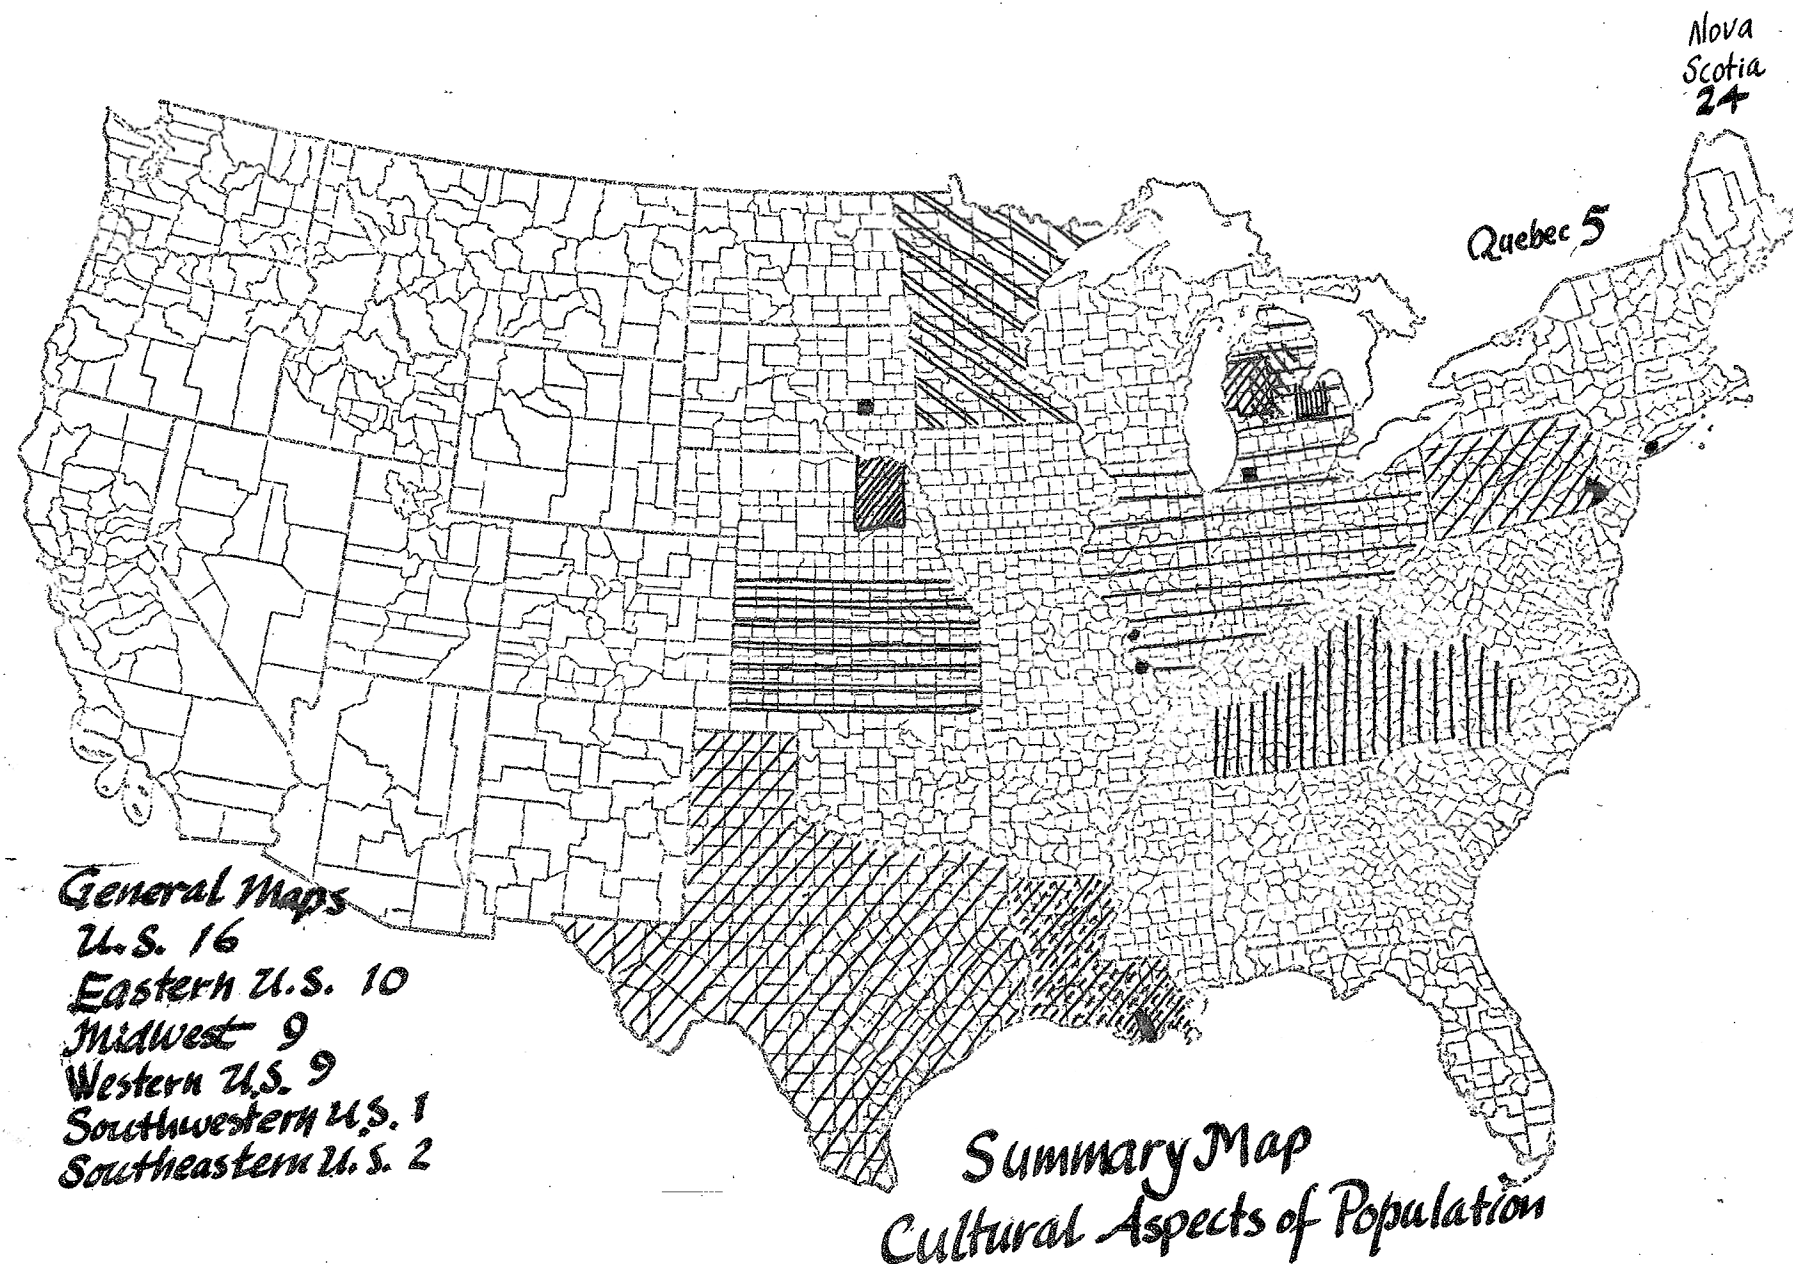 Nova
Scotia
24
Quebec 5
General Maps
U.S. 16
Eastern U.S. 10
Midwest 9
Western U.S. 9
Southwestern U.S. 1
Southeastern U.S. 2
Summary Map
Cultural Aspects of Population